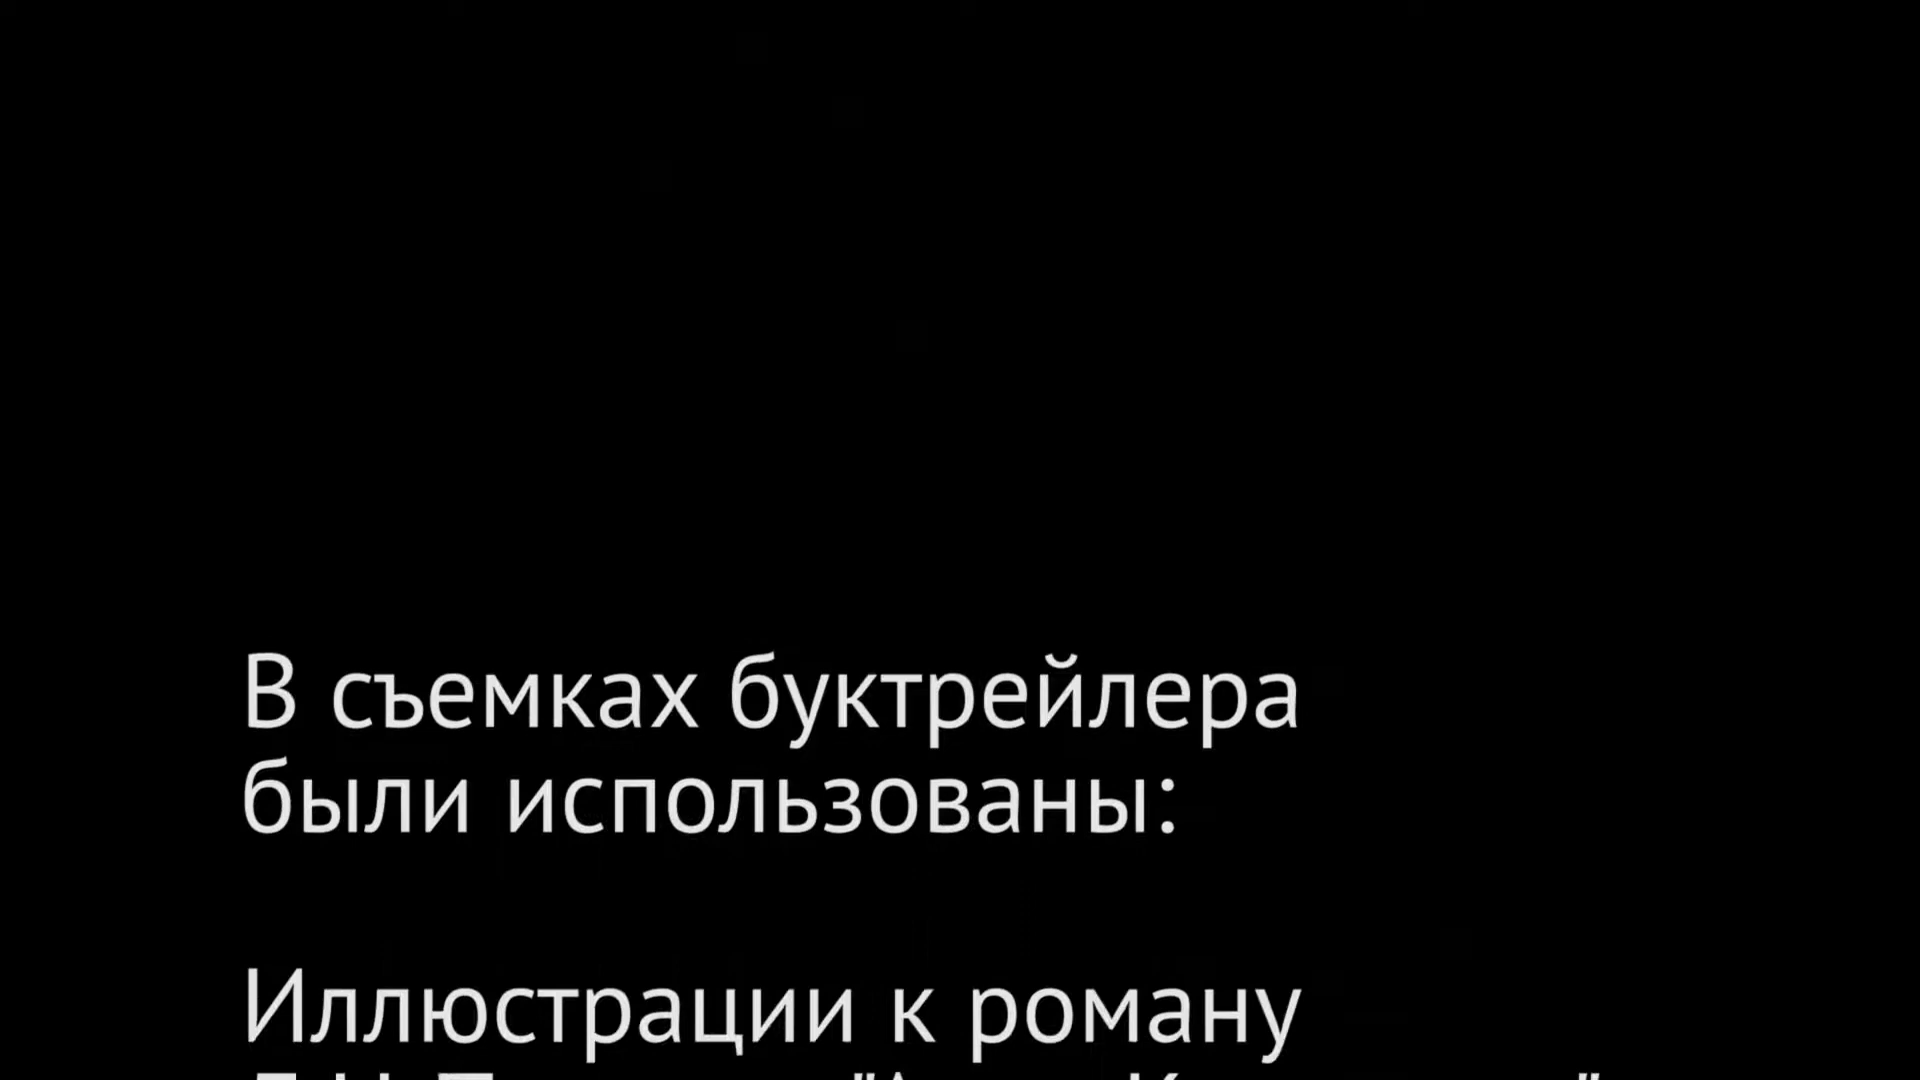 В съемках буктрейлера
были использованы:
Иллюстрации к роману